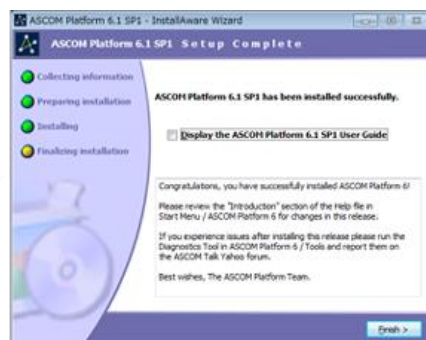 ASCOM Platform 6.1 SP1 - InstallAware Wizard
ASCOM Platform 6.1 SP1 Setup Complete
Collecting information
Preparing installation
Installing
Finalizing installation
ASCOM Platform 6.1 SP1 has been installed successfully.
Display the ASCOM Platform 6.1 SP1 User Guide
Congratulations, you have successfully installed ASCOM Platform 6!
Please review the "Introduction" section of the Help file in
Start Menu / ASCOM Platform 6 for changes in this release.
If you experience issues after installing this release please run the
Diagnostics Tool in ASCOM Platform 6 / Tools and report them on
the ASCOM Talk Yahoo forum.
Best wishes, The ASCOM Platform Team.
Finish >